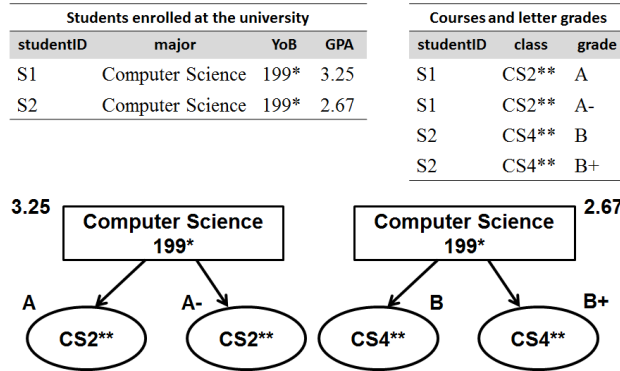 Students enrolled at the university
studentID major YoB GPA
S1 Computer Science 199* 3.25
S2 Computer Science 199* 2.67
Courses and letter grades
studentID class grade
S1 CS2** A
S1 CS2** A-
S2 CS4** B
S2 CS4** B+
3.25
Computer Science
199*
A
CS2**
A-
CS2**
2.67
Computer Science
199*
B
CS4**
B+
CS4**